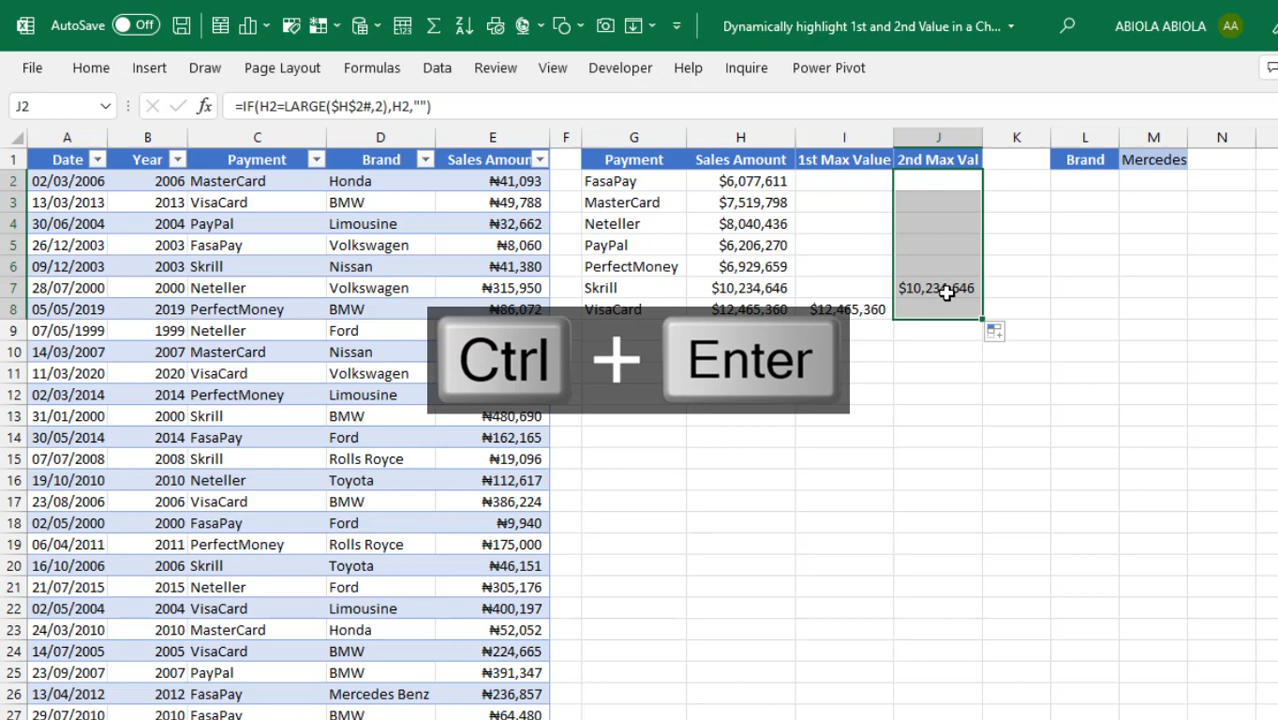 AutoSave Off Dynamically highlight 1st and 2nd Value in a Ch... ABIOLA ABIOLA AA
File Home Insert Draw Page Layout Formulas Data Review View Developer Help Inquire Power Pivot
J2 fx =IF(H2=LARGE($H$2#,2),H2,"")
A B C D E F G H I J K L M N
1 Date Year Payment Brand Sales Amoun Payment Sales Amount 1st Max Value 2nd Max Val Brand Mercedes
2 02/03/2006 2006 MasterCard Honda ₦41,093 FasaPay $6,077,611
3 13/03/2013 2013 VisaCard BMW ₦49,788 MasterCard $7,519,798
4 30/06/2004 2004 PayPal Limousine ₦32,662 Neteller $8,040,436
5 26/12/2003 2003 FasaPay Volkswagen ₦8,060 PayPal $6,206,270
6 09/12/2003 2003 Skrill Nissan ₦41,380 PerfectMoney $6,929,659
7 28/07/2000 2000 Neteller Volkswagen ₦315,950 Skrill $10,234,646 $10,234,646
8 05/05/2019 2019 PerfectMoney BMW ₦86,072 VisaCard $12,465,360 $12,465,360
9 07/05/1999 1999 Neteller Ford
10 14/03/2007 2007 MasterCard Nissan
11 11/03/2020 2020 VisaCard Volkswagen
12 02/03/2014 2014 PerfectMoney Limousine
Ctrl + Enter
13 31/01/2000 2000 Skrill BMW ₦480,690
14 30/05/2014 2014 FasaPay Ford ₦162,165
15 07/07/2008 2008 Skrill Rolls Royce ₦19,096
16 19/10/2010 2010 Neteller Toyota ₦112,617
17 23/08/2006 2006 VisaCard BMW ₦386,224
18 02/05/2000 2000 FasaPay Ford ₦9,940
19 06/04/2011 2011 PerfectMoney Rolls Royce ₦175,000
20 16/10/2006 2006 Skrill Toyota ₦46,151
21 21/07/2015 2015 Neteller Ford ₦305,176
22 02/05/2004 2004 VisaCard Limousine ₦400,197
23 24/03/2010 2010 MasterCard Honda ₦52,052
24 14/07/2005 2005 VisaCard BMW ₦224,665
25 23/09/2007 2007 PayPal BMW ₦391,347
26 13/04/2012 2012 FasaPay Mercedes Benz ₦236,857
27 29/07/2010 2010 FasaPay BMW ₦64,480